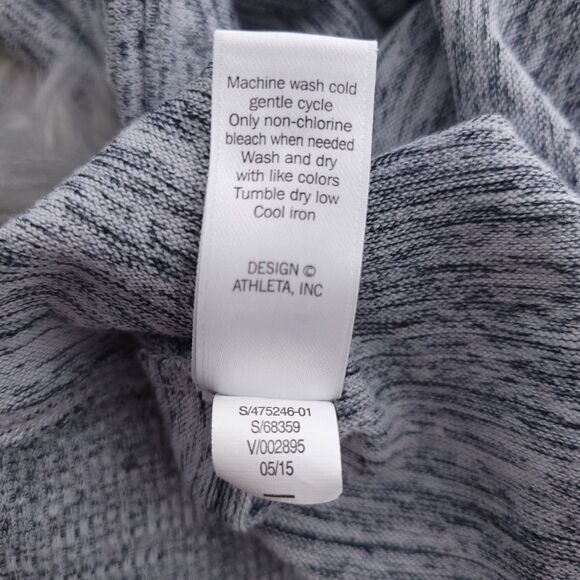 Machine wash cold
gentle cycle
Only non-chlorine
bleach when needed
Wash and dry
with like colors
Tumble dry low
Cool iron
DESIGN ©
ATHLETA, INC
S/475246-01
S/68359
V/002895
05/15